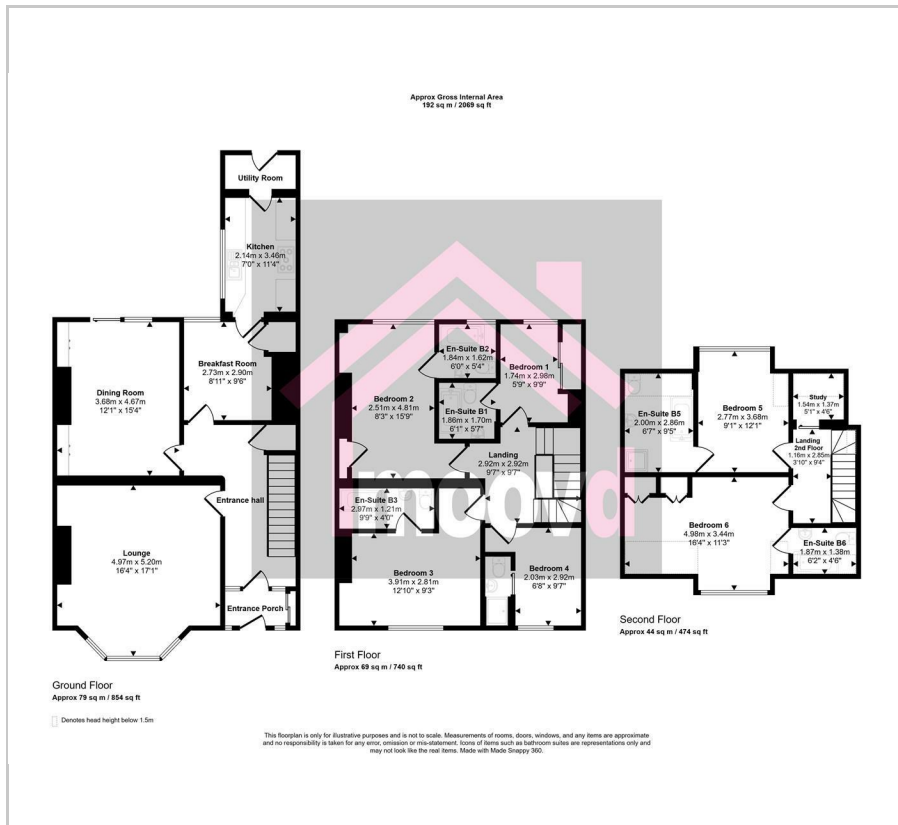 Approx Gross Internal Area
192 sq m / 2069 sq ft
Utility Room
Kitchen
2.14m x 3.46m
7'0" x 11'4"
Breakfast Room
2.73m x 2.90m
8'11" x 9'6"
Dining Room
3.68m x 4.67m
12'1" x 15'4"
Entrance hall
Lounge
4.97m x 5.20m
16'4" x 17'1"
Entrance Porch
Ground Floor
Approx 79 sq m / 854 sq ft
Denotes head height below 1.5m
En-Suite B2
1.84m x 1.62m
6'0" x 5'4"
Bedroom 1
1.74m x 2.98m
5'9" x 9'9"
Bedroom 2
2.51m x 4.81m
8'3" x 15'9"
En-Suite B1
1.86m x 1.70m
6'1" x 5'7"
Landing
2.92m x 2.92m
9'7" x 9'7"
En-Suite B3
2.97m x 1.21m
9'9" x 4'0"
imoovd
Bedroom 3
3.91m x 2.81m
12'10" x 9'3"
Bedroom 4
2.03m x 2.92m
6'8" x 9'7"
First Floor
Approx 69 sq m / 740 sq ft
En-Suite B5
2.00m x 2.86m
6'7" x 9'5"
Bedroom 5
2.77m x 3.68m
9'1" x 12'1"
Study
1.54m x 1.37m
5'1" x 4'6"
Landing
2nd Floor
1.16m x 2.85m
3'10" x 9'4"
Bedroom 6
4.98m x 3.44m
16'4" x 11'3"
En-Suite B6
1.87m x 1.38m
6'2" x 4'6"
Second Floor
Approx 44 sq m / 474 sq ft
This floorplan is only for illustrative purposes and is not to scale. Measurements of rooms, doors, windows, and any items are approximate
and no responsibility is taken for any error, omission or mis-statement. Icons of items such as bathroom suites are representations only and
may not look like the real items. Made with Made Snappy 360.